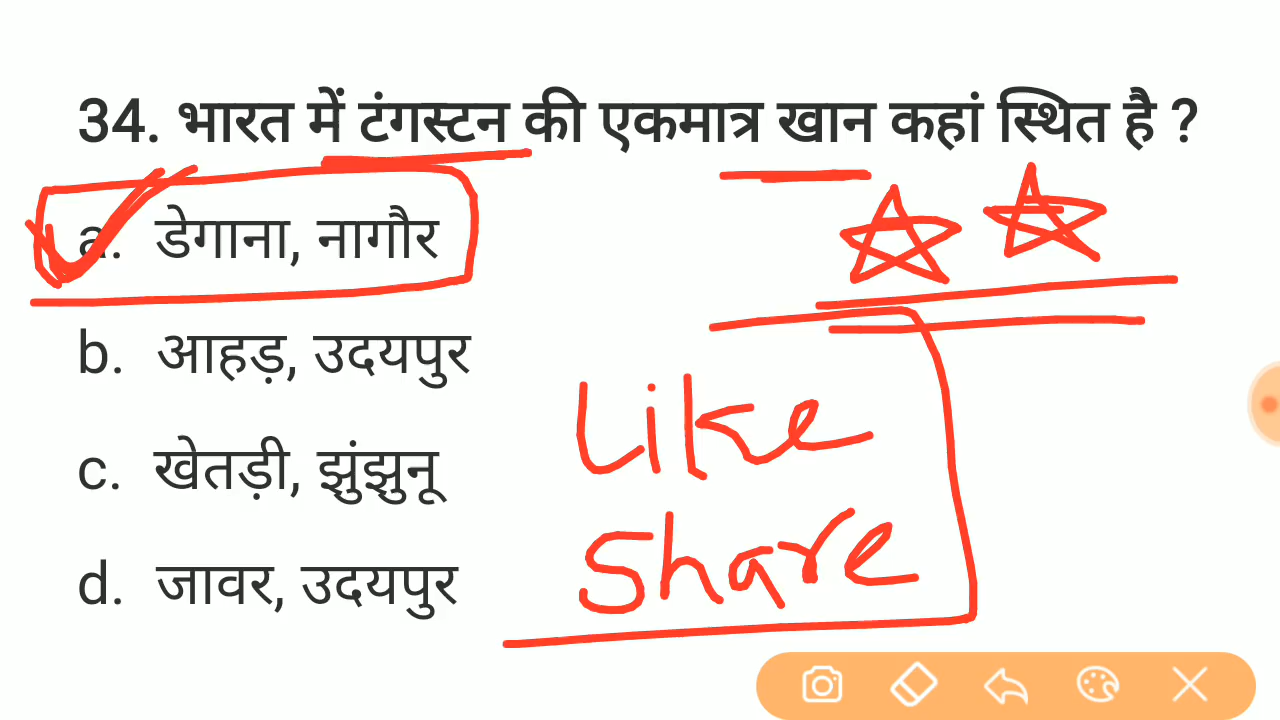 34. भारत में टंगस्टन की एकमात्र खान कहां स्थित है ?
a. डेगाना, नागौर
b. आहड़, उदयपुर
c. खेतड़ी, झुंझुनू
d. जावर, उदयपुर
Like
Share